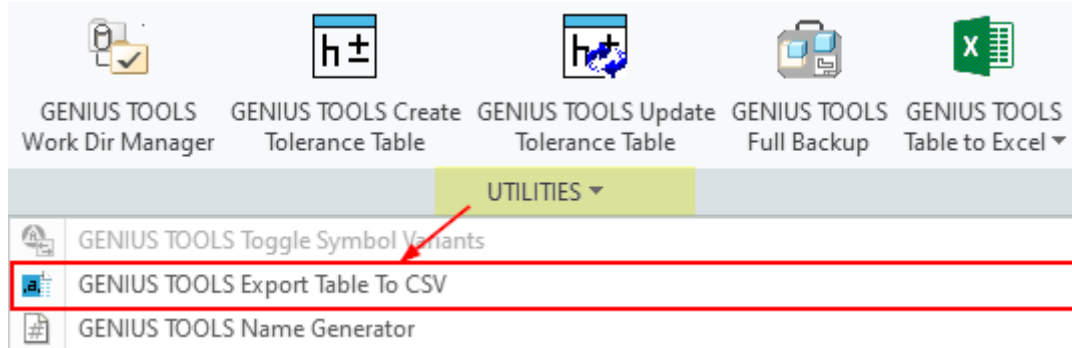 h ±
h ±
X
GENIUS TOOLS
Work Dir Manager
GENIUS TOOLS Create
Tolerance Table
GENIUS TOOLS Update
Tolerance Table
GENIUS TOOLS
Full Backup
GENIUS TOOLS
Table to Excel
UTILITIES
GENIUS TOOLS Toggle Symbol Variants
,a,
GENIUS TOOLS Export Table To CSV
#
GENIUS TOOLS Name Generator